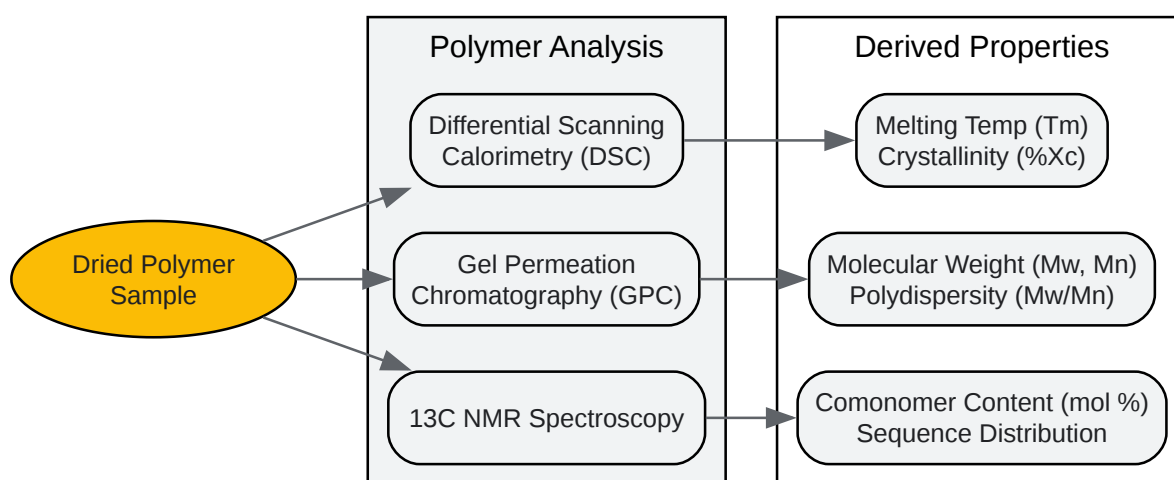 Polymer Analysis
Derived Properties
Differential Scanning
Calorimetry (DSC)
Melting Temp (Tm)
Crystallinity (%Xc)
Dried Polymer
Sample
Gel Permeation
Chromatography (GPC)
Molecular Weight (Mw, Mn)
Polydispersity (Mw/Mn)
13C NMR Spectroscopy
Comonomer Content (mol %)
Sequence Distribution